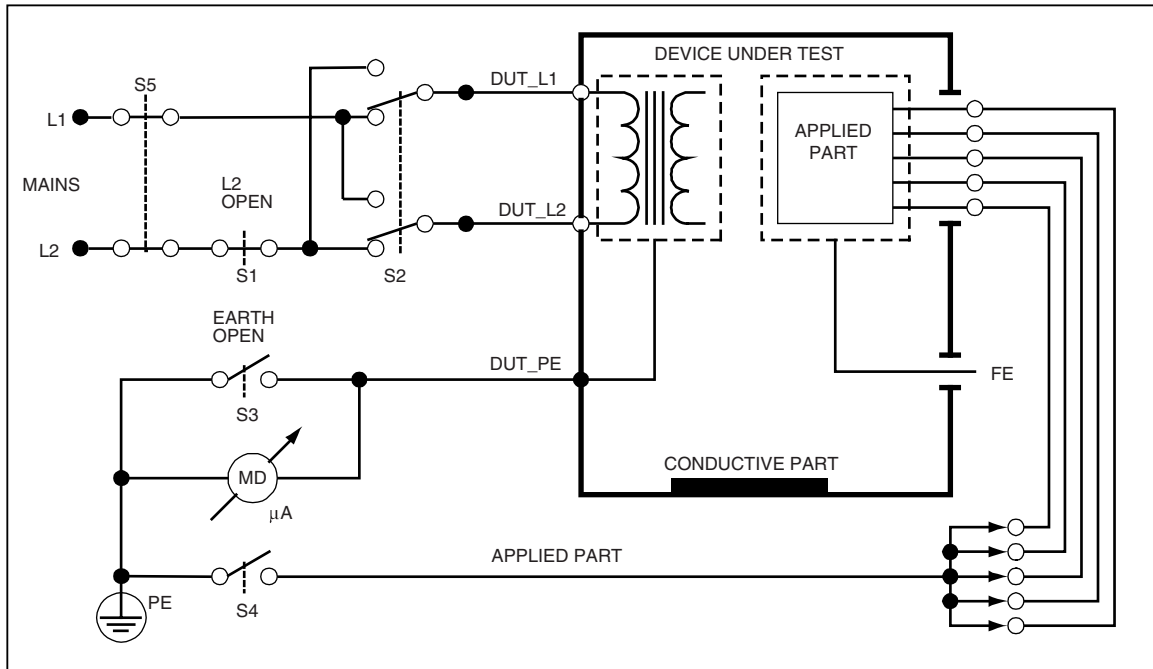 DEVICE UNDER TEST
S5
DUT_L1
L1
APPLIED
PART
MAINS
L2
OPEN
DUT_L2
L2
S1
S2
EARTH
OPEN
DUT_PE
FE
S3
CONDUCTIVE PART
MD
µA
APPLIED PART
PE
S4